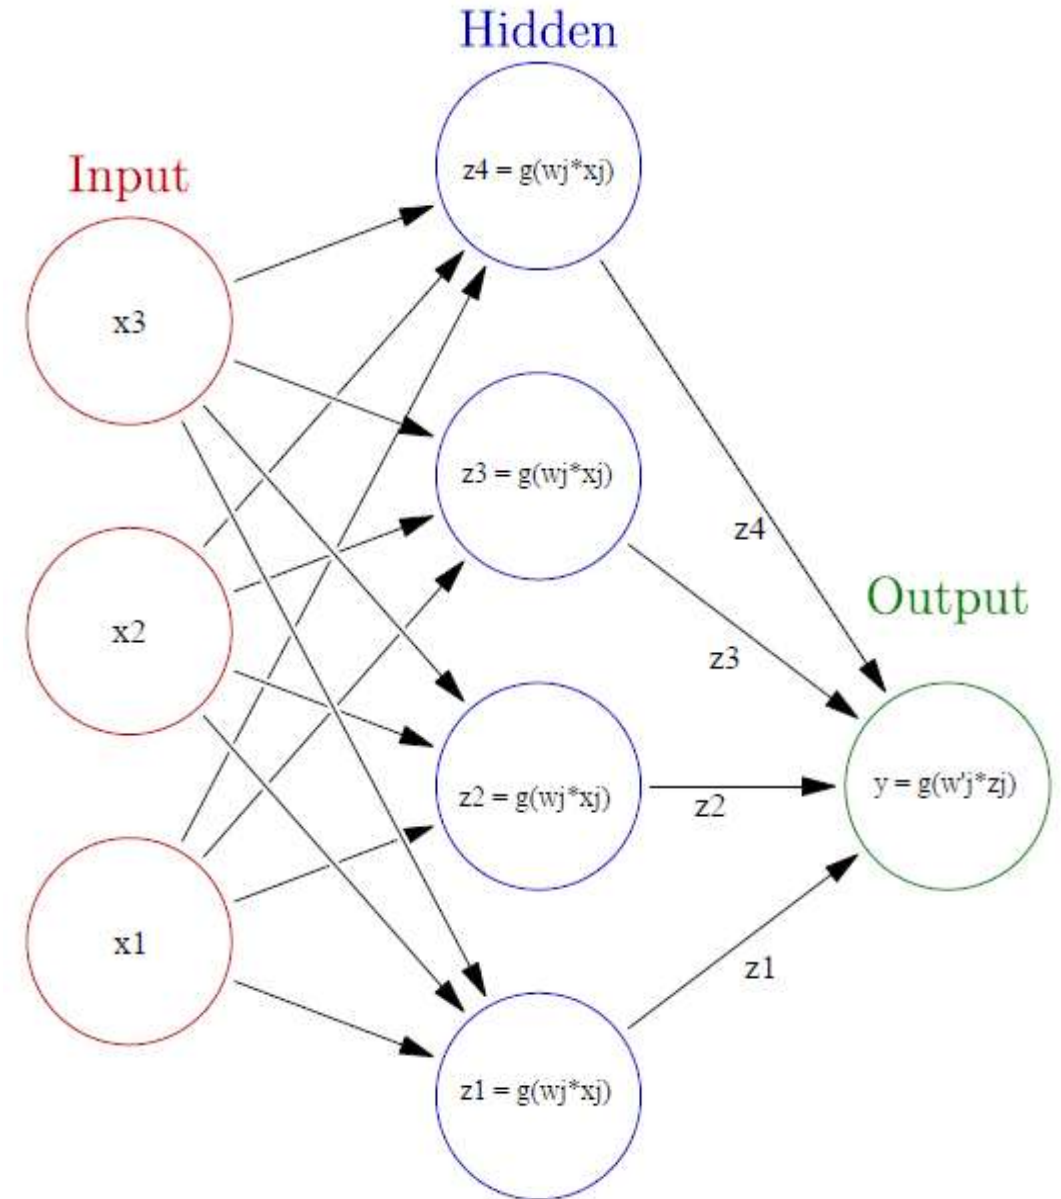 Hidden
z4 = g(wj*xj)
Input
x3
z3 = g(wj*xj)
z4
Output
x2
z3
z2 = g(wj*xj)
z2
y = g(w'j*zj)
x1
z1
z1 = g(wj*xj)